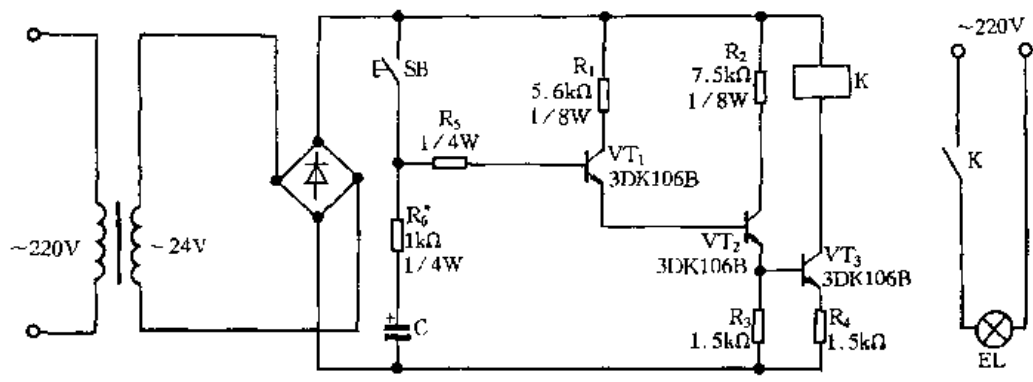 ~220V
~24V
SB
R₅
1/4W
R₆*
1kΩ
1/4W
+
C
R₁
5.6kΩ
1/8W
VT₁
3DK106B
R₂
7.5kΩ
1/8W
K
VT₂
3DK106B
VT₃
3DK106B
R₃
1.5kΩ
R₄
1.5kΩ
~220V
K
EL